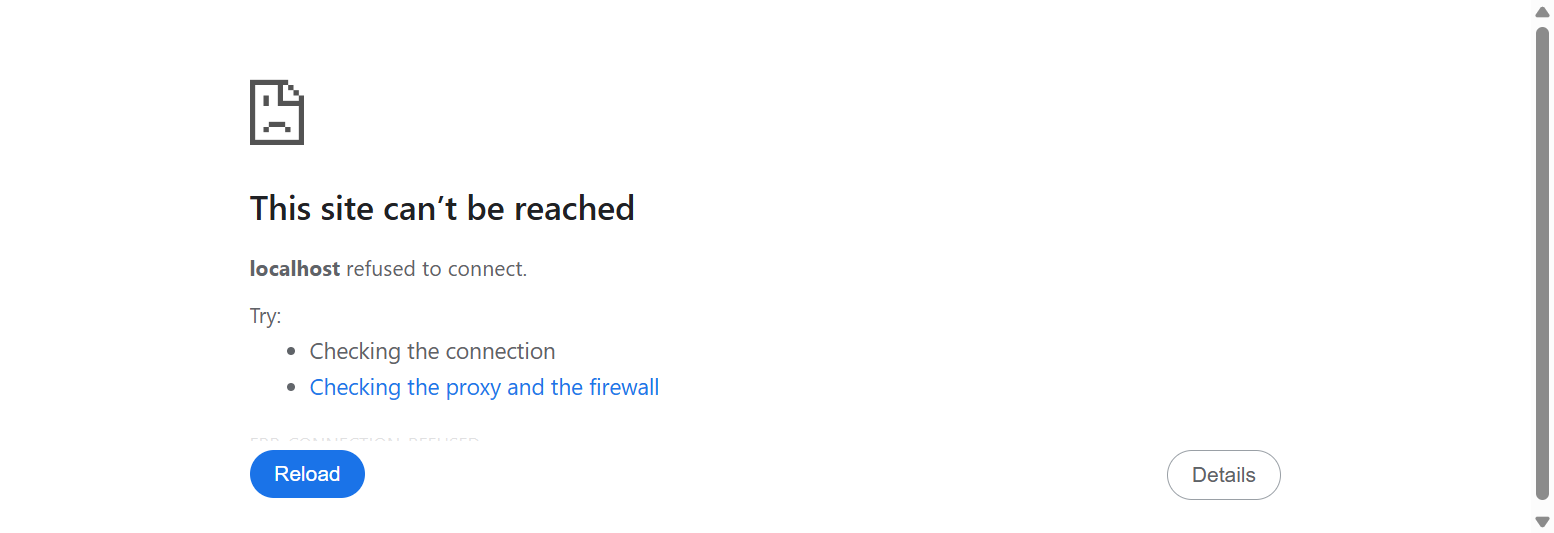 This site can’t be reached
localhost refused to connect.
Try:
Checking the connection
Checking the proxy and the firewall
ERR_CONNECTION_REFUSED
Reload
Details